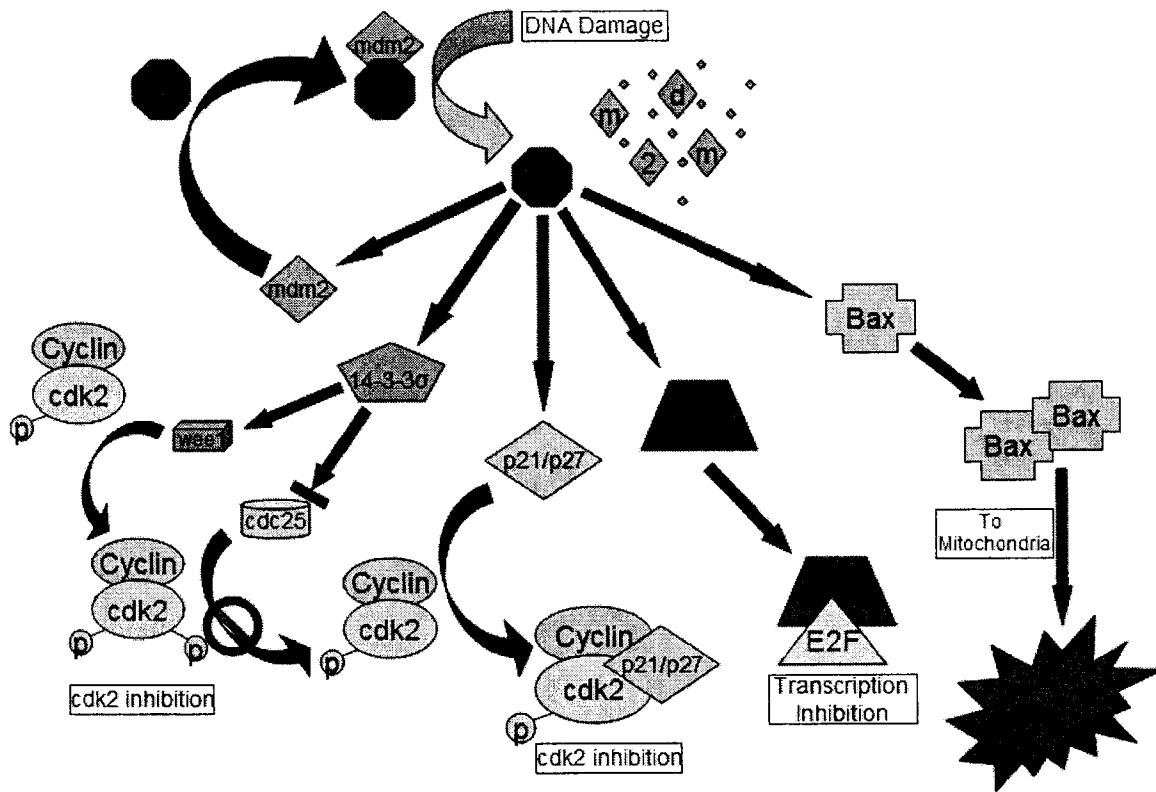 DNA Damage
mdm2
m
d
2
m
mdm2
Bax
Cyclin
cdk2
p
14-3-3σ
wee1
p21/p27
Bax
Bax
cdc25
To
Mitochondria
Cyclin
cdk2
p
p
Cyclin
cdk2
p
Cyclin
p21/p27
cdk2
p
E2F
Transcription
Inhibition
cdk2 inhibition
cdk2 inhibition